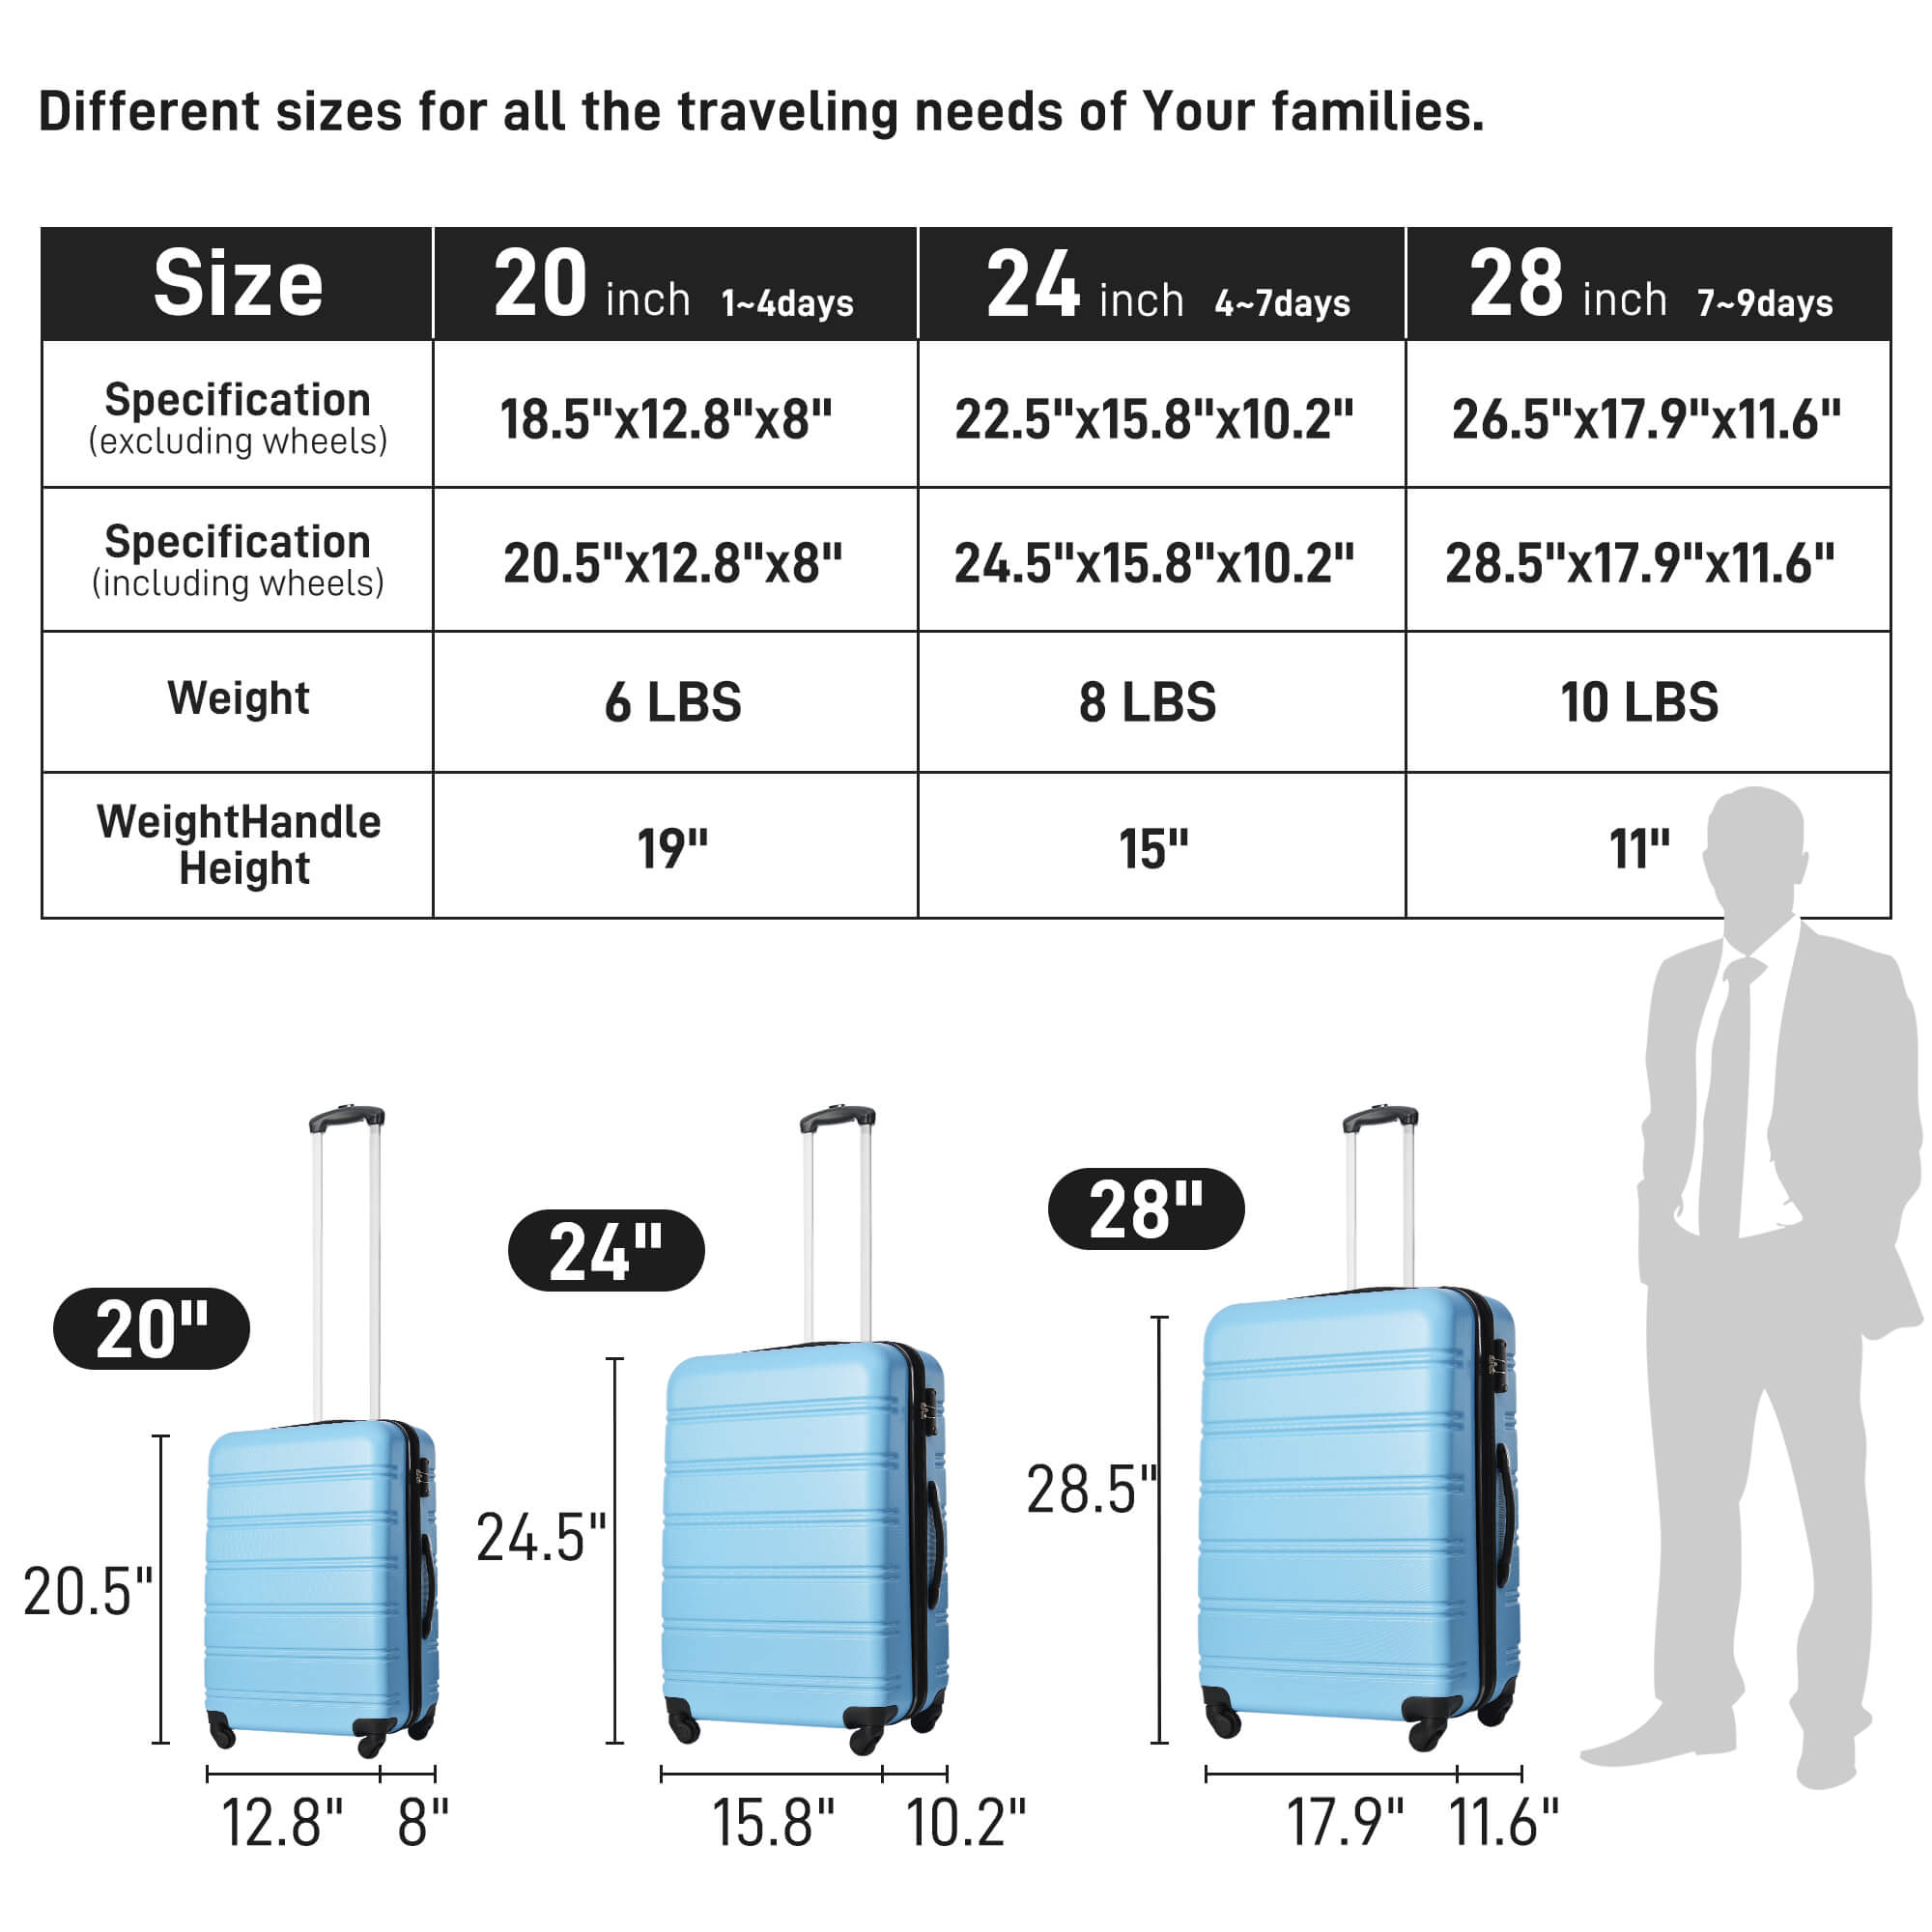 Different sizes for all the traveling needs of Your families.
Size 20 inch 1~4days 24 inch 4~7days 28 inch 7~9days
Specification
(excluding wheels)
18.5"x12.8"x8" 22.5"x15.8"x10.2" 26.5"x17.9"x11.6"
Specification
(including wheels)
20.5"x12.8"x8" 24.5"x15.8"x10.2" 28.5"x17.9"x11.6"
Weight 6 LBS 8 LBS 10 LBS
WeightHandle
Height
19" 15" 11"
20"
24"
28"
20.5"
24.5"
28.5"
12.8" 8" 15.8" 10.2" 17.9" 11.6"